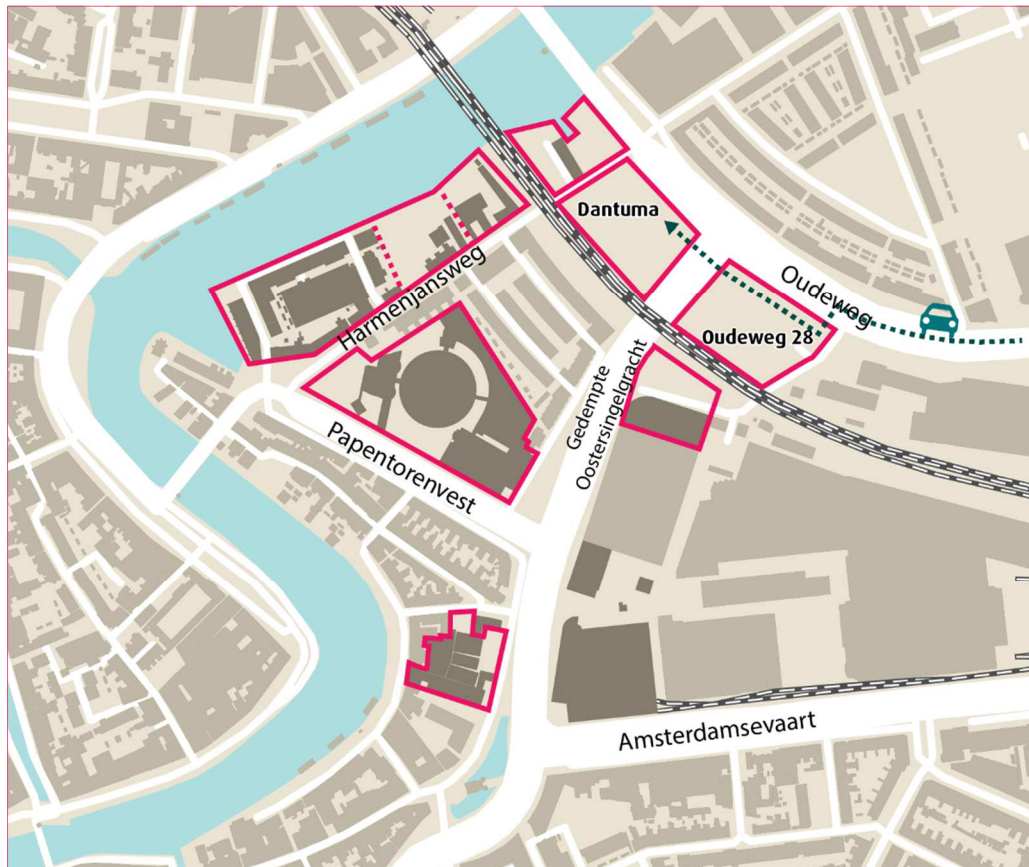 Dantuma
Oudeweg
Harmenjansweg
Oudeweg 28
Gedempte
Oostersingelgracht
Papentorenvest
Amsterdamsevaart